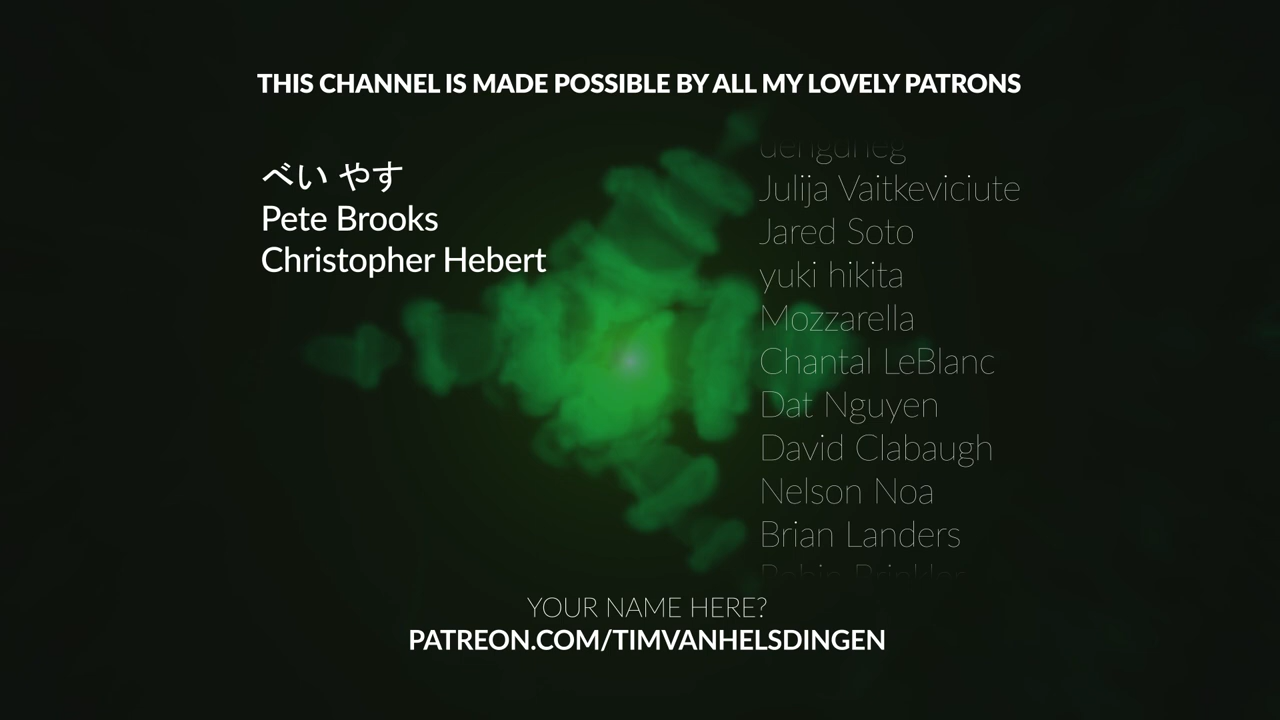 THIS CHANNEL IS MADE POSSIBLE BY ALL MY LOVELY PATRONS
べい やす
Pete Brooks
Christopher Hebert
Julija Vaitkeviciute
Jared Soto
yuki hikita
Mozzarella
Chantal LeBlanc
Dat Nguyen
David Clabaugh
Nelson Noa
Brian Landers
YOUR NAME HERE?
PATREON.COM/TIMVANHELSDINGEN